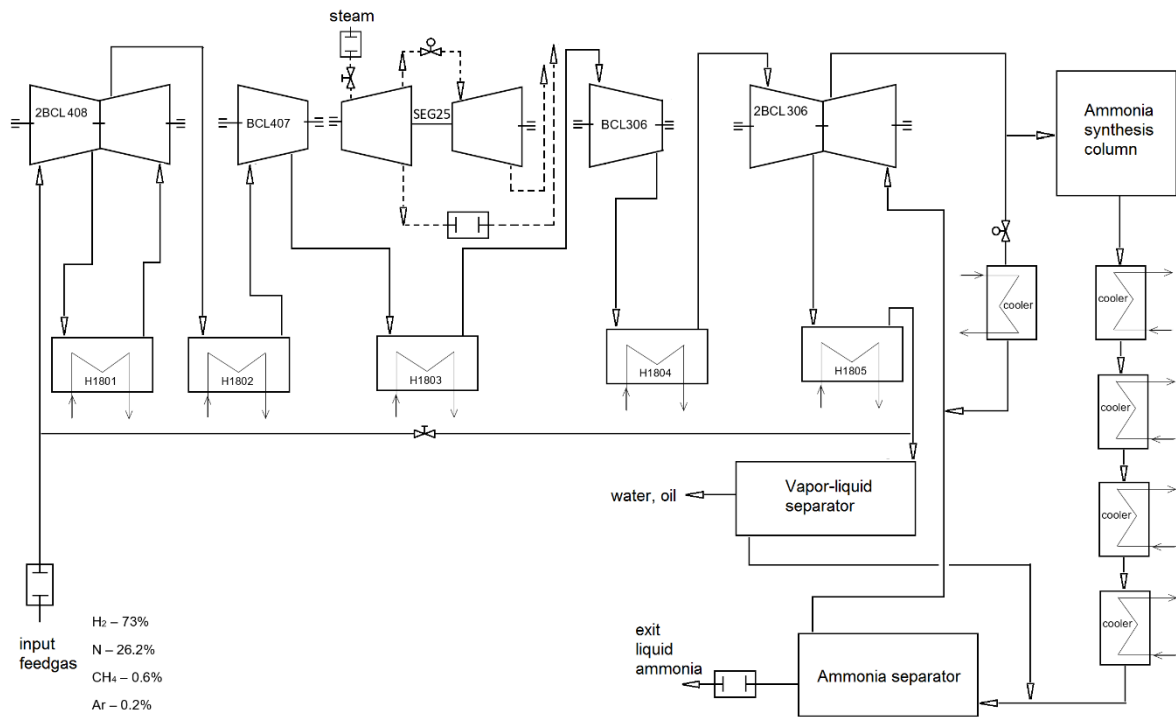 steam
2BCL 408
BCL407
SEG25
BCL306
2BCL 306
Ammonia
synthesis
column
cooler
cooler
H1801
H1802
H1803
H1804
H1805
cooler
water, oil
Vapor-liquid
separator
cooler
input
feedgas
H₂ – 73%
N – 26.2%
CH₄ – 0.6%
Ar – 0.2%
exit
liquid
ammonia
Ammonia separator
cooler